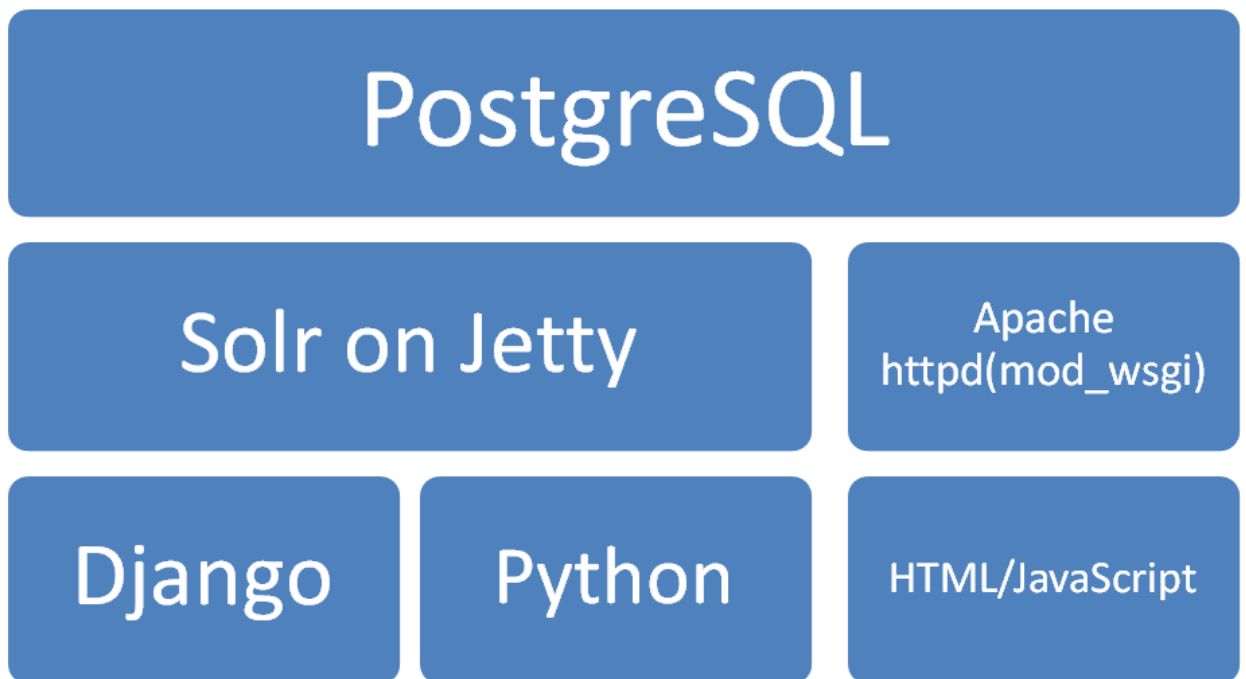 PostgreSQL
Solr on Jetty
Apache
httpd(mod_wsgi)
Django
Python
HTML/JavaScript